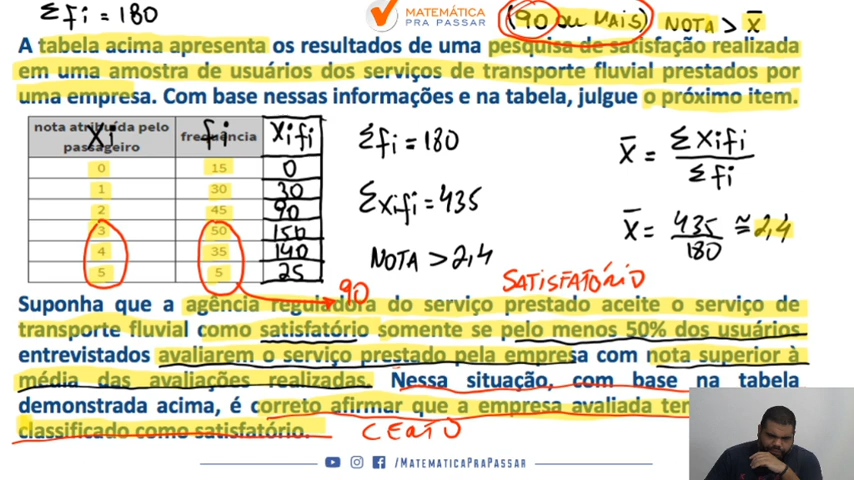 Σfi = 180
MATEMÁTICA
PRA PASSAR
(90 OU MAIS) NOTA > x̄
A tabela acima apresenta os resultados de uma pesquisa de satisfação realizada
em uma amostra de usuários dos serviços de transporte fluvial prestados por
uma empresa. Com base nessas informações e na tabela, julgue o próximo item.
nota atribuída pelo passageiro xi frequência fi xifi
0 15 0
1 30 30
2 45 90
3 50 150
4 35 140
5 5 25
Σfi = 180
Σxifi = 435
NOTA > 2,4
x̄ = Σxifi / Σfi
x̄ = 435 / 180 ≅ 2,4
90
SATISFATÓRIO
Suponha que a agência reguladora do serviço prestado aceite o serviço de
transporte fluvial como satisfatório somente se pelo menos 50% dos usuários
entrevistados avaliarem o serviço prestado pela empresa com nota superior à
média das avaliações realizadas. Nessa situação, com base na tabela
demonstrada acima, é correto afirmar que a empresa avaliada
classificado como satisfatório. CERTO
/MATEMATICAPRAPASSAR